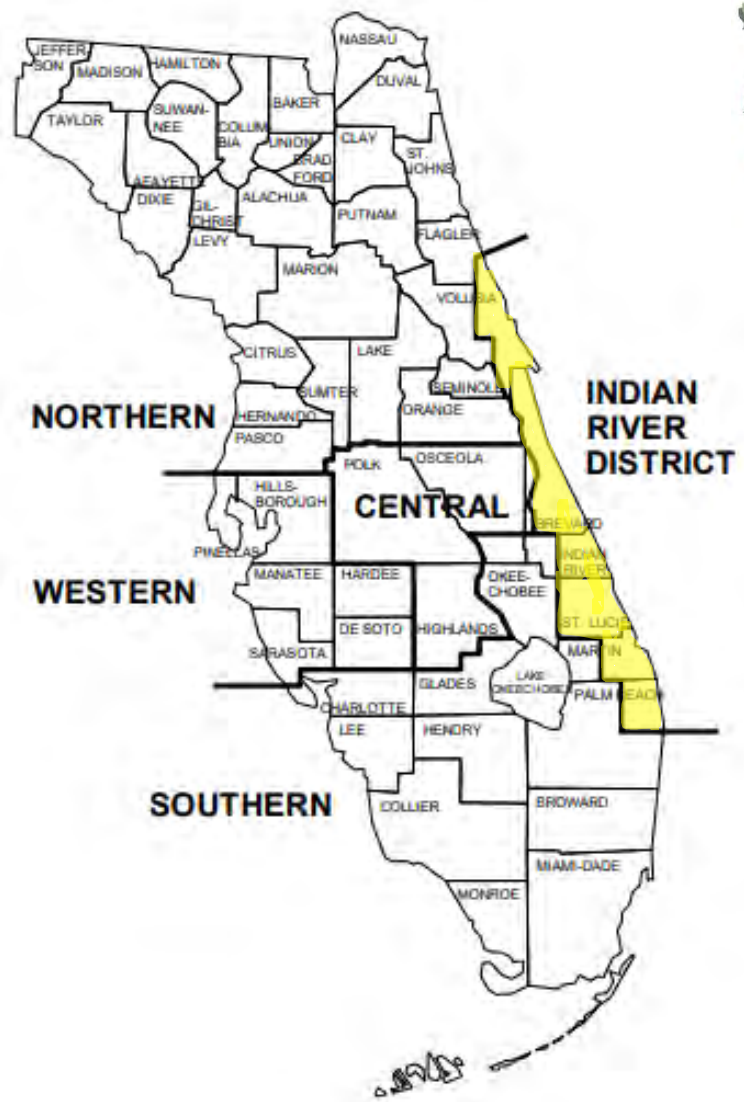 NASSAU
JEFFER
SON
HAMILTON
MADISON
DUVAL
BAKER
TAYLOR
SUWAN-
NEE
COLUM
BIA
UNION
CLAY
BRAD
FORD
ST.
JOHNS
AFAYETTE
DIXIE
GIL-
CHRIST
ALACHUA
PUTNAM
FLAGLER
LEVY
MARION
VOLUSIA
CITRUS
LAKE
SUMTER
SEMINOLE
ORANGE
HERNANDO
NORTHERN
PASCO
INDIAN
RIVER
DISTRICT
POLK
OSCEOLA
HILLS-
BOROUGH
CENTRAL
BREVARD
PINELLAS
INDIAN
RIVER
WESTERN
MANATEE
HARDEE
OKEE-
CHOBEE
DE SOTO
HIGHLANDS
ST. LUCIE
SARASOTA
MARTIN
GLADES
LAKE
OKEECHOBEE
PALM BEACH
CHARLOTTE
LEE
HENDRY
SOUTHERN
COLLIER
BROWARD
MIAMI-DADE
MONROE